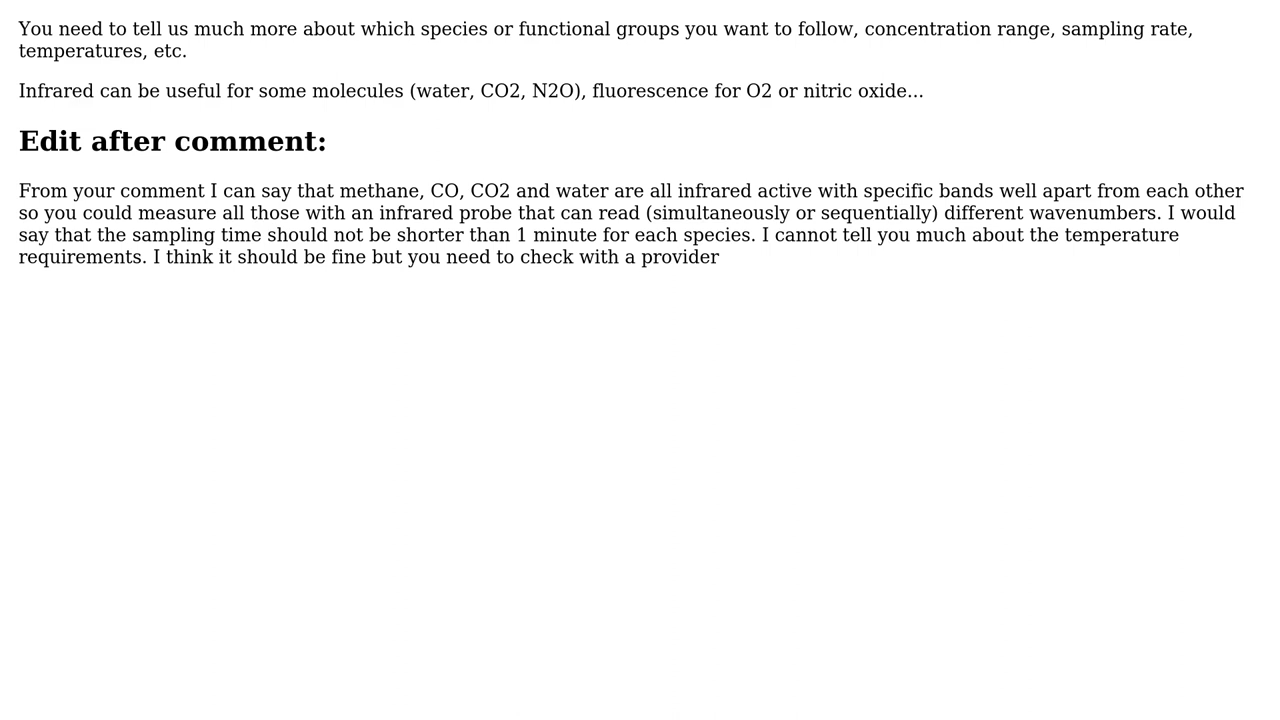 You need to tell us much more about which species or functional groups you want to follow, concentration range, sampling rate,
temperatures, etc.
Infrared can be useful for some molecules (water, CO2, N2O), fluorescence for O2 or nitric oxide...
Edit after comment:
From your comment I can say that methane, CO, CO2 and water are all infrared active with specific bands well apart from each other
so you could measure all those with an infrared probe that can read (simultaneously or sequentially) different wavenumbers. I would
say that the sampling time should not be shorter than 1 minute for each species. I cannot tell you much about the temperature
requirements. I think it should be fine but you need to check with a provider